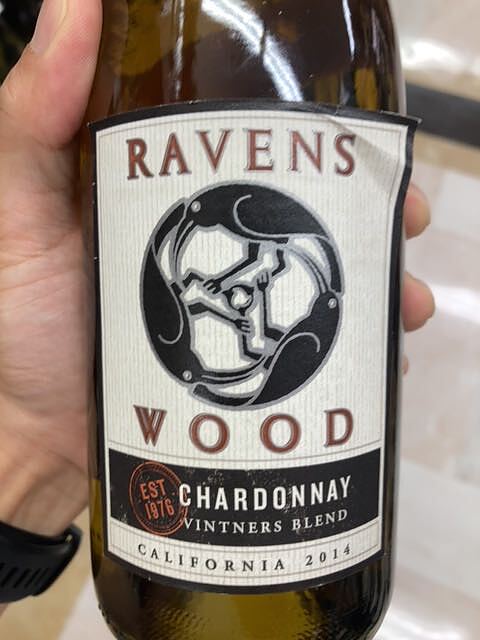 RAVENS
WOOD
EST
1976
CHARDONNAY
VINTNERS BLEND
CALIFORNIA 2014